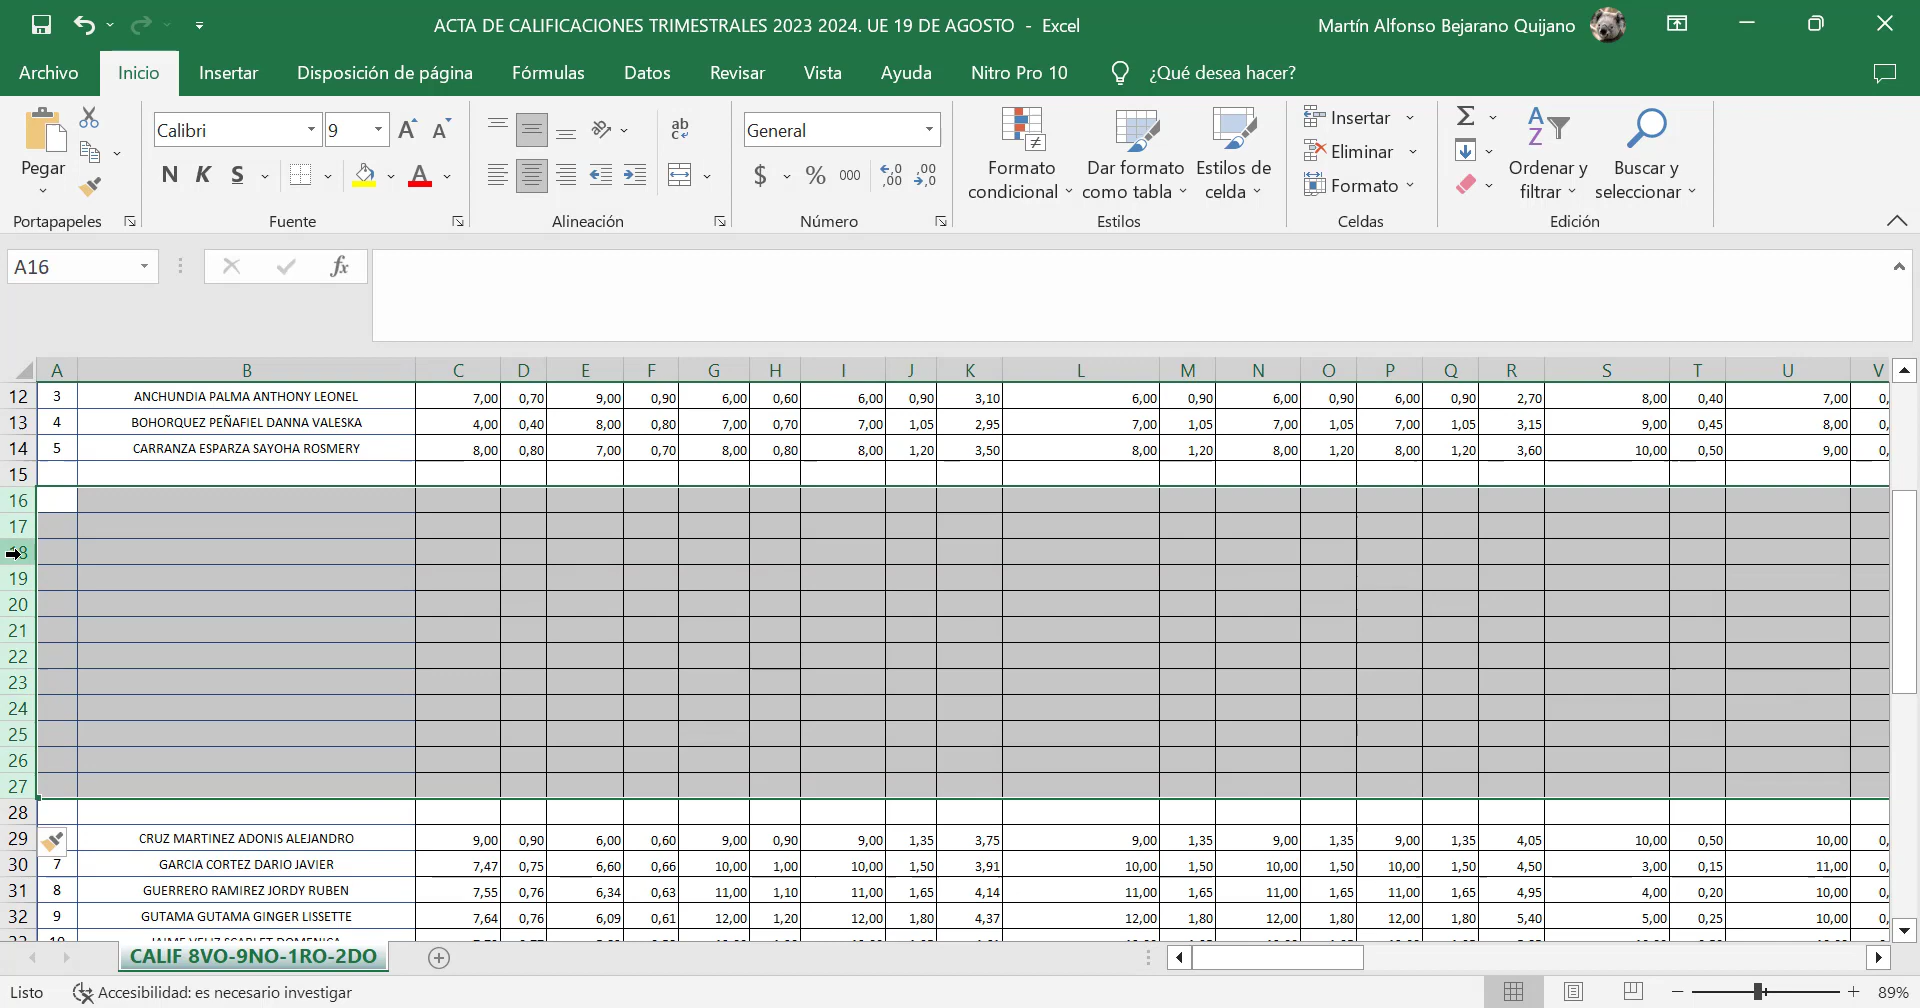 ACTA DE CALIFICACIONES TRIMESTRALES 2023 2024. UE 19 DE AGOSTO - Excel
Martín Alfonso Bejarano Quijano
Archivo Inicio Insertar Disposición de página Fórmulas Datos Revisar Vista Ayuda Nitro Pro 10 ¿Qué desea hacer?
Pegar
Portapapeles
Calibri 9
N K S A
Fuente
ab
Alineación
General
$ % 000 ,00 ,00
Número
Formato condicional
Dar formato como tabla
Estilos de celda
Estilos
Insertar
Eliminar
Formato
Celdas
Ordenar y filtrar
Buscar y seleccionar
Edición
A16 fx
A B C D E F G H I J K L M N O P Q R S T U V
12 3 ANCHUNDIA PALMA ANTHONY LEONEL 7,00 0,70 9,00 0,90 6,00 0,60 6,00 0,90 3,10 6,00 0,90 6,00 0,90 6,00 0,90 2,70 8,00 0,40 7,00 0,
13 4 BOHORQUEZ PEÑAFIEL DANNA VALESKA 4,00 0,40 8,00 0,80 7,00 0,70 7,00 1,05 2,95 7,00 1,05 7,00 1,05 7,00 1,05 3,15 9,00 0,45 8,00 0,
14 5 CARRANZA ESPARZA SAYOHA ROSMERY 8,00 0,80 7,00 0,70 8,00 0,80 8,00 1,20 3,50 8,00 1,20 8,00 1,20 8,00 1,20 3,60 10,00 0,50 9,00 0,
15
16
17
18
19
20
21
22
23
24
25
26
27
28
29 CRUZ MARTINEZ ADONIS ALEJANDRO 9,00 0,90 6,00 0,60 9,00 0,90 9,00 1,35 3,75 9,00 1,35 9,00 1,35 9,00 1,35 4,05 10,00 0,50 10,00 0,
30 7 GARCIA CORTEZ DARIO JAVIER 7,47 0,75 6,60 0,66 10,00 1,00 10,00 1,50 3,91 10,00 1,50 10,00 1,50 10,00 1,50 4,50 3,00 0,15 11,00 0,
31 8 GUERRERO RAMIREZ JORDY RUBEN 7,55 0,76 6,34 0,63 11,00 1,10 11,00 1,65 4,14 11,00 1,65 11,00 1,65 11,00 1,65 4,95 4,00 0,20 10,00 0,
32 9 GUTAMA GUTAMA GINGER LISSETTE 7,64 0,76 6,09 0,61 12,00 1,20 12,00 1,80 4,37 12,00 1,80 12,00 1,80 12,00 1,80 5,40 5,00 0,25 10,00 0,
CALIF 8VO-9NO-1RO-2DO
Listo Accesibilidad: es necesario investigar 89%